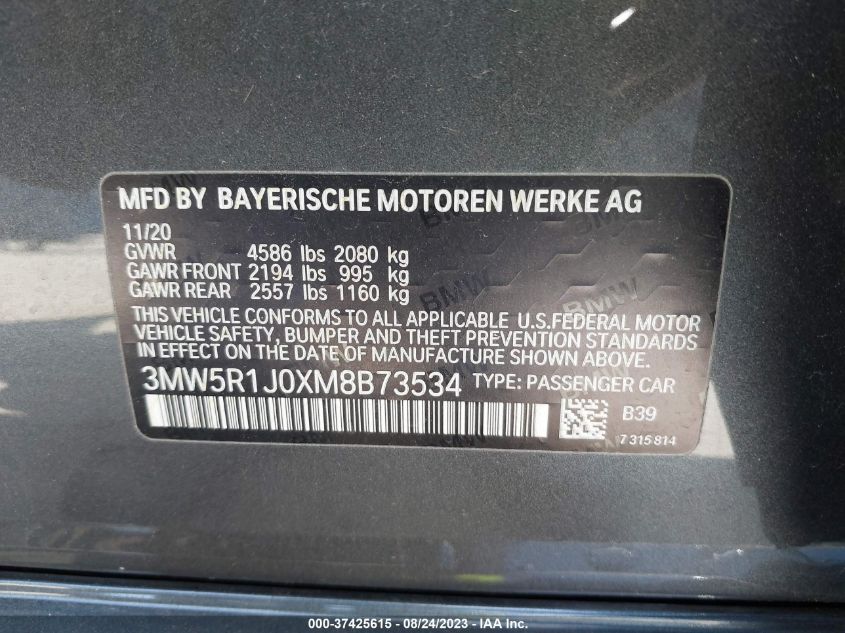 MFD BY BAYERISCHE MOTOREN WERKE AG
11/20
GVWR 4586 lbs 2080 kg
GAWR FRONT 2194 lbs 995 kg
GAWR REAR 2557 lbs 1160 kg
THIS VEHICLE CONFORMS TO ALL APPLICABLE U.S.FEDERAL MOTOR
VEHICLE SAFETY, BUMPER AND THEFT PREVENTION STANDARDS
IN EFFECT ON THE DATE OF MANUFACTURE SHOWN ABOVE.
3MW5R1J0XM8B73534 TYPE: PASSENGER CAR
B39
7315814
000-37425615 - 08/24/2023 - IAA Inc.